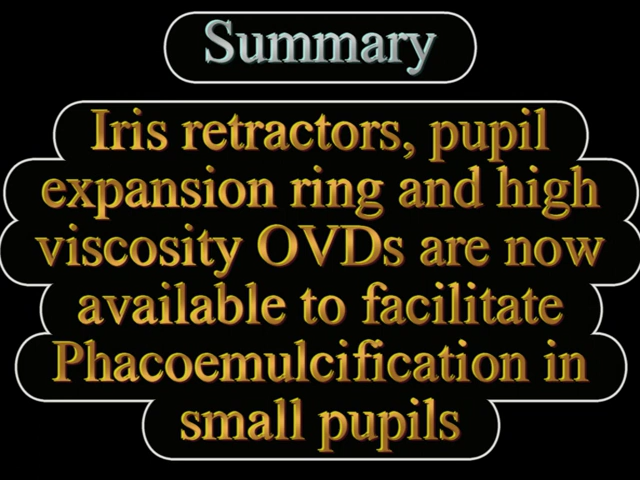 Summary
Iris retractors, pupil
expansion ring and high
viscosity OVDs are now
available to facilitate
Phacoemulcification in
small pupils